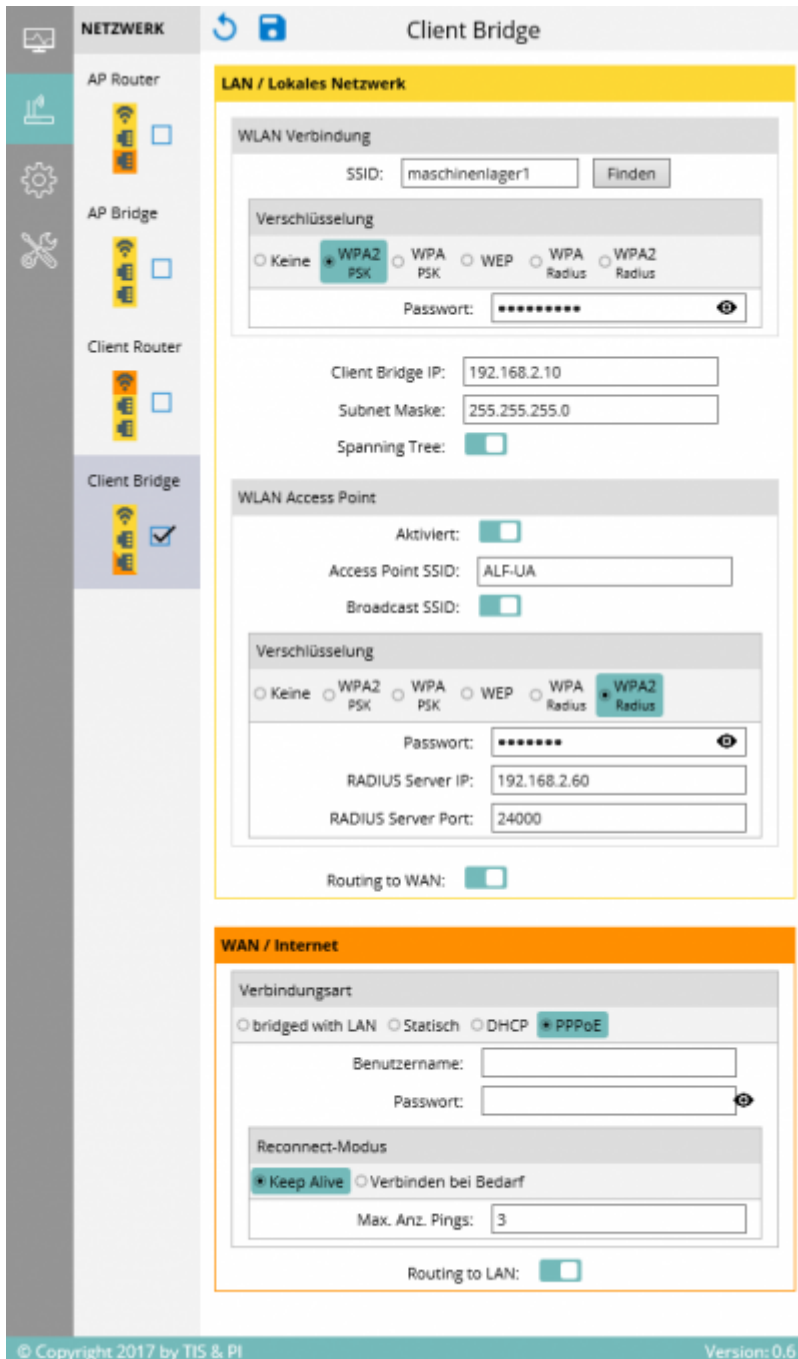 NETZWERK
Client Bridge
AP Router
AP Bridge
Client Router
Client Bridge
LAN / Lokales Netzwerk
WLAN Verbindung
SSID: maschinenlager1 Finden
Verschlüsselung
Keine WPA2 PSK WPA PSK WEP WPA Radius WPA2 Radius
Passwort: •••••••••
Client Bridge IP: 192.168.2.10
Subnet Maske: 255.255.255.0
Spanning Tree:
WLAN Access Point
Aktiviert:
Access Point SSID: ALF-UA
Broadcast SSID:
Verschlüsselung
Keine WPA2 PSK WPA PSK WEP WPA Radius WPA2 Radius
Passwort: •••••••
RADIUS Server IP: 192.168.2.60
RADIUS Server Port: 24000
Routing to WAN:
WAN / Internet
Verbindungsart
bridged with LAN Statisch DHCP PPPoE
Benutzername:
Passwort:
Reconnect-Modus
Keep Alive Verbinden bei Bedarf
Max. Anz. Pings: 3
Routing to LAN:
© Copyright 2017 by TIS & PI Version: 0.6